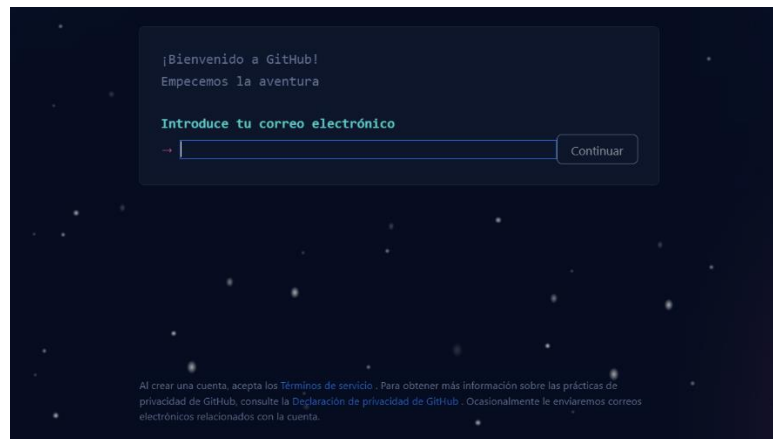 ¡Bienvenido a GitHub!
Empecemos la aventura
Introduce tu correo electrónico
→
Continuar
Al crear una cuenta, acepta los Términos de servicio . Para obtener más información sobre las prácticas de
privacidad de GitHub, consulte la Declaración de privacidad de GitHub . Ocasionalmente le enviaremos correos
electrónicos relacionados con la cuenta.